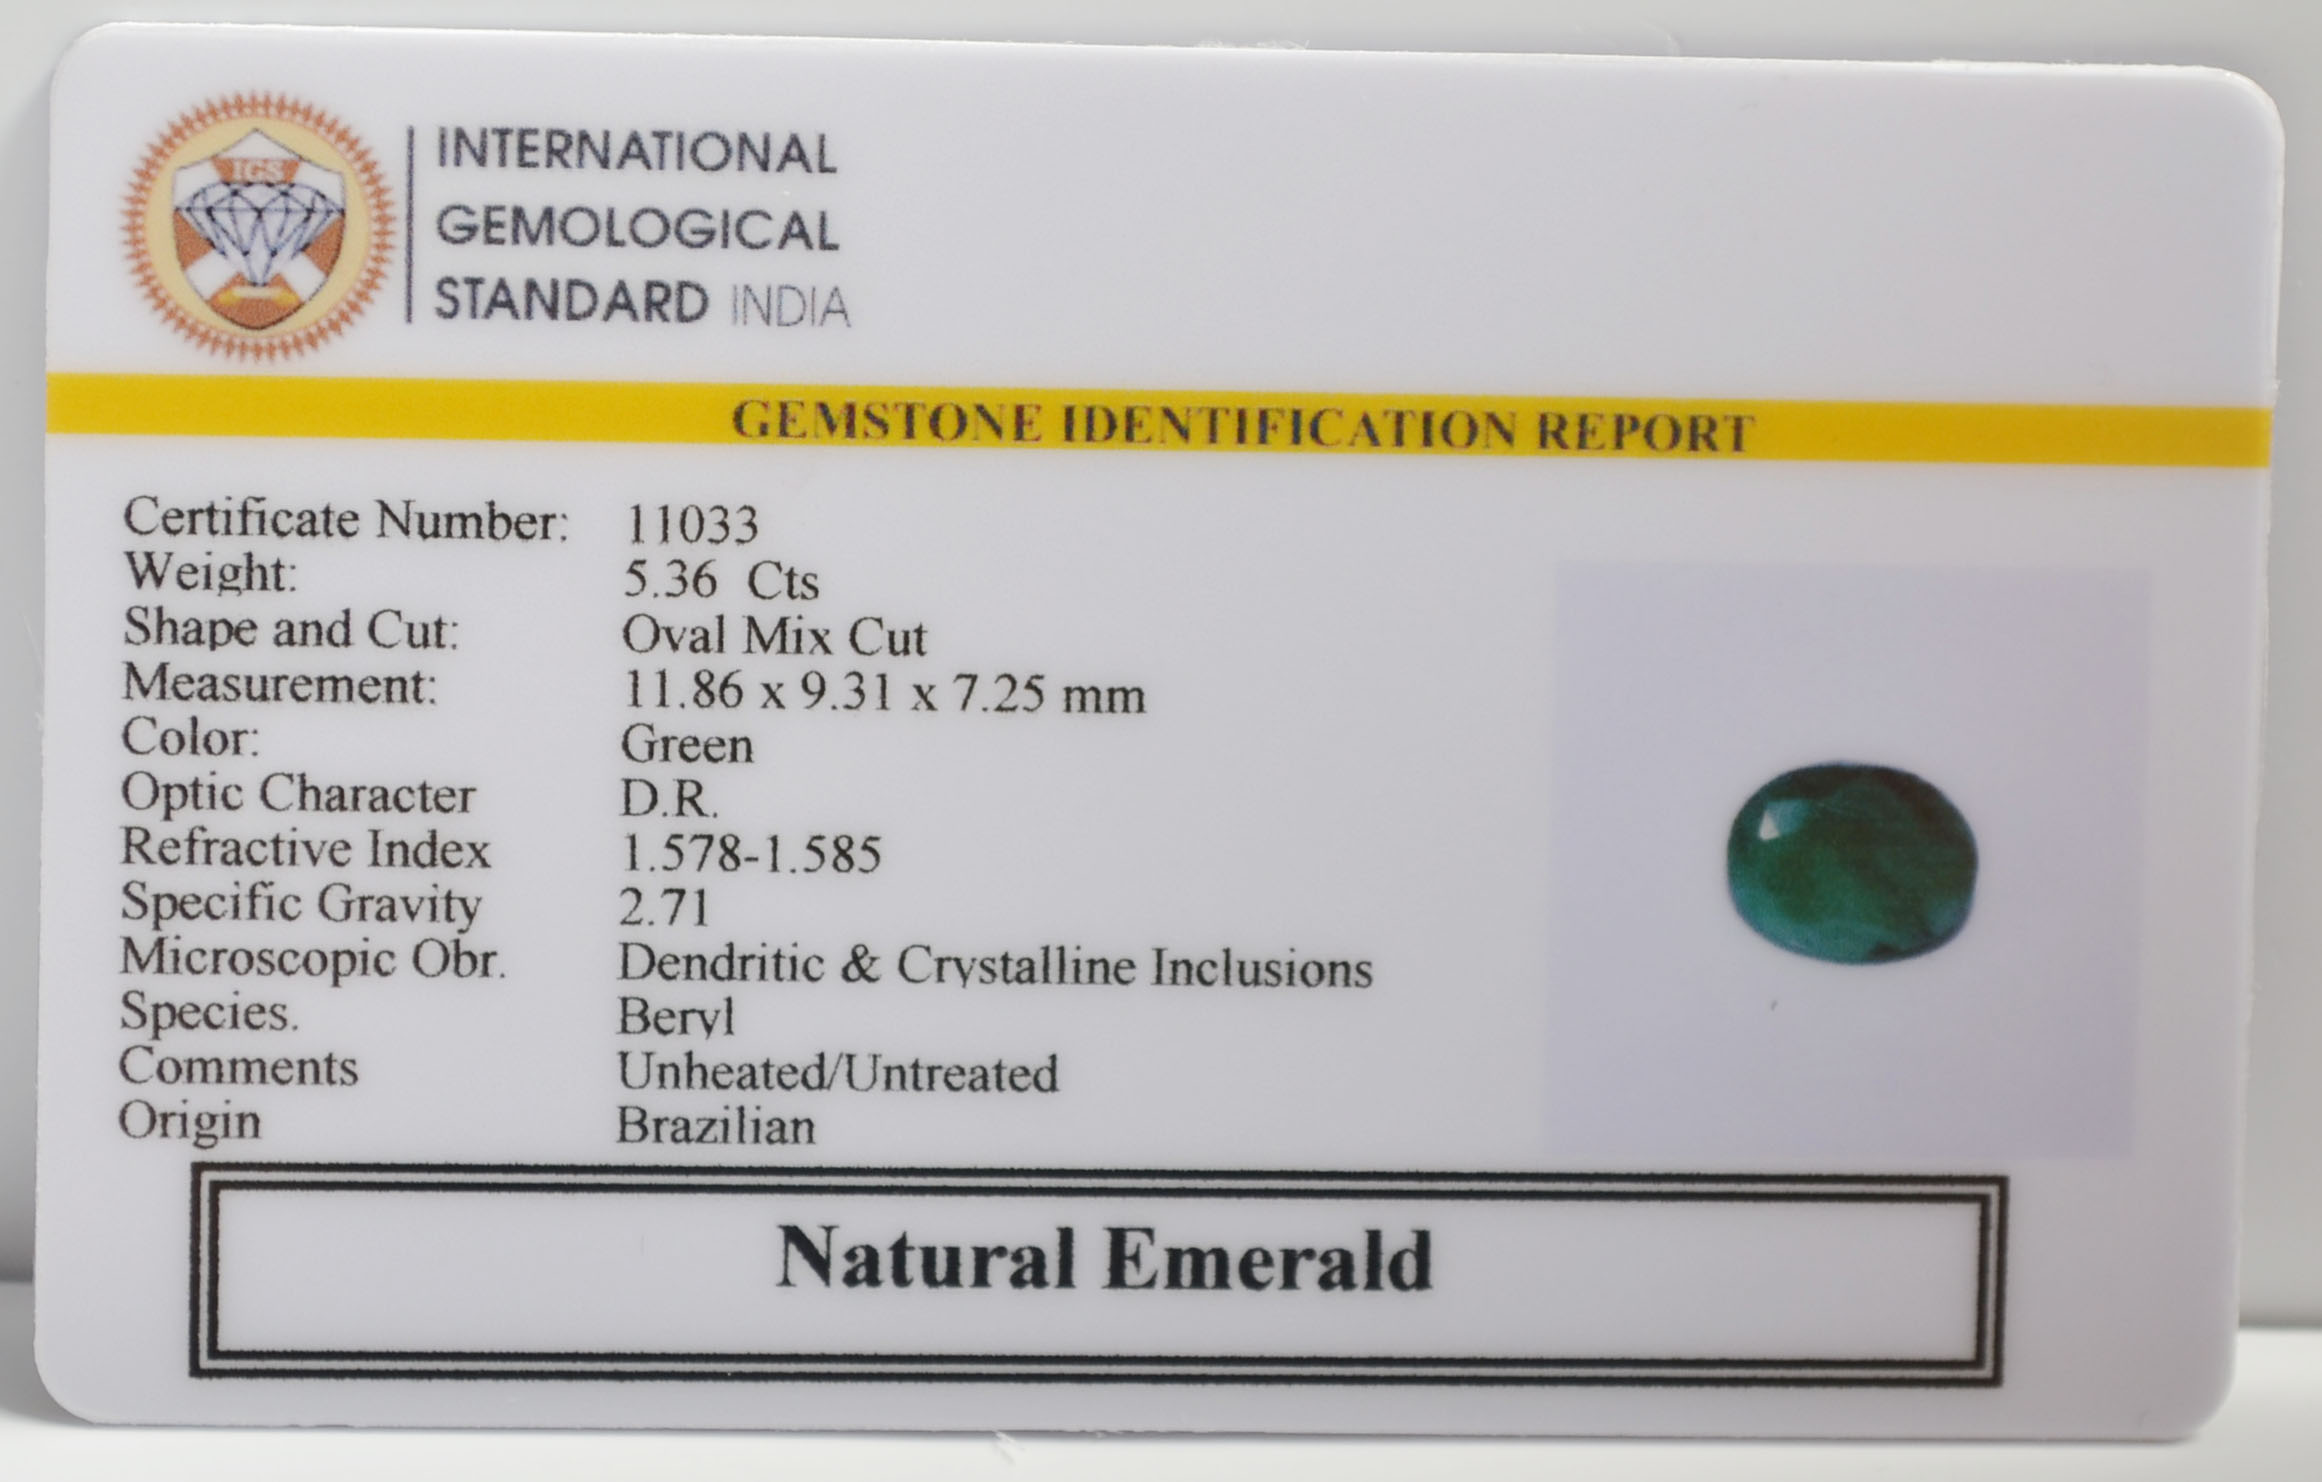 IGS
INTERNATIONAL
GEMOLOGICAL
STANDARD INDIA
GEMSTONE IDENTIFICATION REPORT
Certificate Number: 11033
Weight: 5.36 Cts
Shape and Cut: Oval Mix Cut
Measurement: 11.86 x 9.31 x 7.25 mm
Color: Green
Optic Character D.R.
Refractive Index 1.578-1.585
Specific Gravity 2.71
Microscopic Obr. Dendritic & Crystalline Inclusions
Species. Beryl
Comments Unheated/Untreated
Origin Brazilian
Natural Emerald